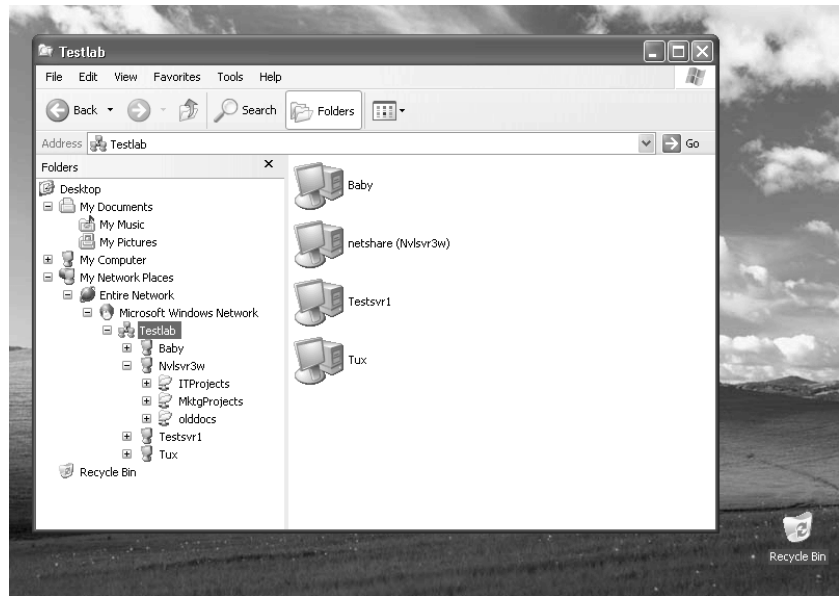 Testlab
File Edit View Favorites Tools Help
Back Search Folders
Address Testlab Go
Folders
Desktop
My Documents
My Music
My Pictures
My Computer
My Network Places
Entire Network
Microsoft Windows Network
Testlab
Baby
Nvlsvr3w
ITProjects
MktgProjects
olddocs
Testsvr1
Tux
Recycle Bin
Baby
netshare (Nvlsvr3w)
Testsvr1
Tux
Recycle Bin